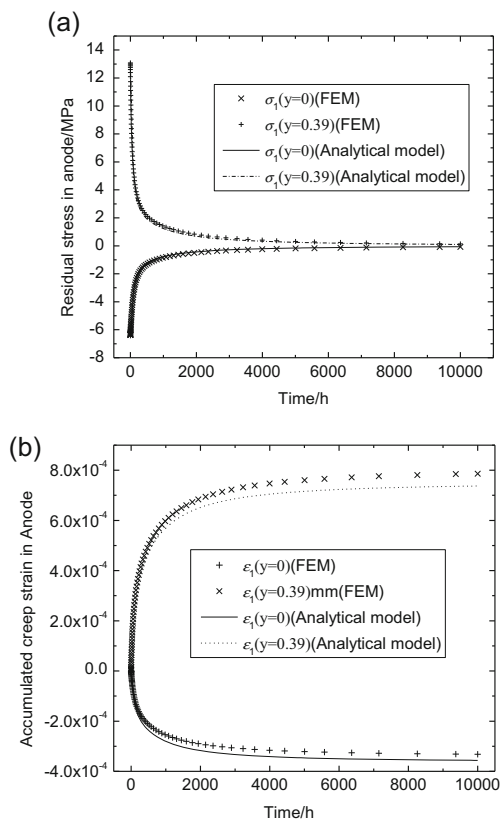 (a)
14
12
10
8
6
4
2
0
-2
-4
-6
-8
Residual stress in anode/MPa
σ₁(y=0)(FEM)
σ₁(y=0.39)(FEM)
σ₁(y=0)(Analytical model)
σ₁(y=0.39)(Analytical model)
0 2000 4000 6000 8000 10000
Time/h
(b)
8.0x10⁻⁴
6.0x10⁻⁴
4.0x10⁻⁴
2.0x10⁻⁴
0.0
-2.0x10⁻⁴
-4.0x10⁻⁴
Accumulated creep strain in Anode
ε₁(y=0)(FEM)
ε₁(y=0.39)mm(FEM)
ε₁(y=0)(Analytical model)
ε₁(y=0.39)(Analytical model)
0 2000 4000 6000 8000 10000
Time/h